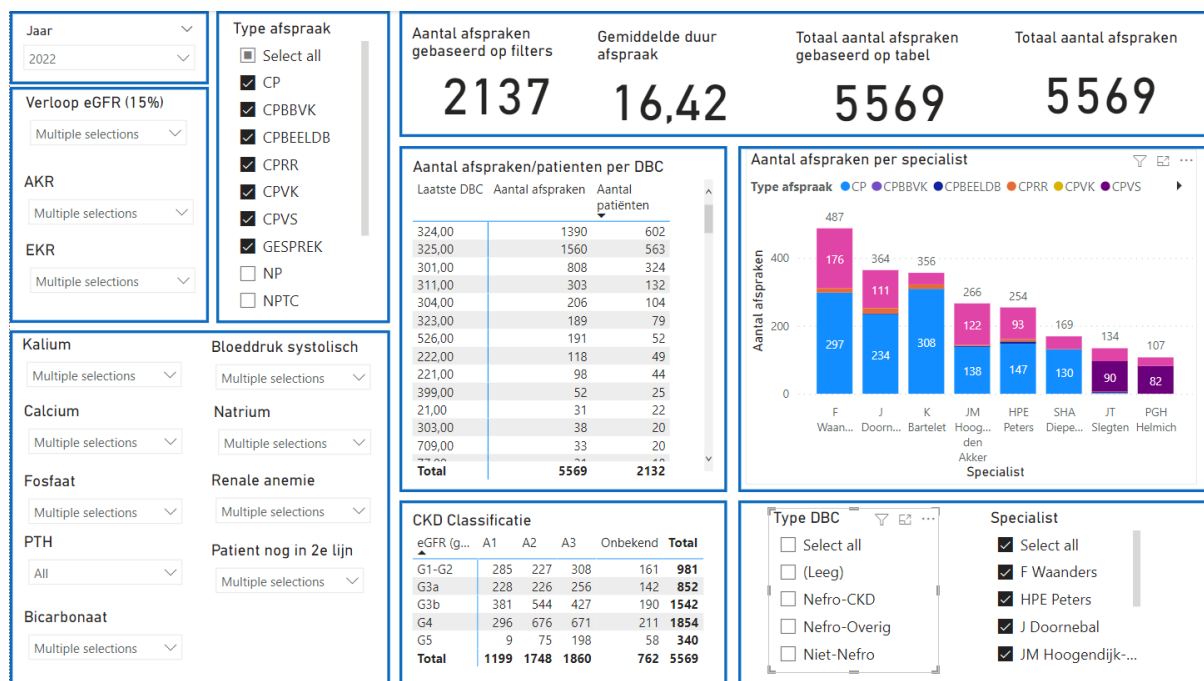 Jaar
2022
Verloop eGFR (15%)
Multiple selections
AKR
Multiple selections
EKR
Multiple selections
Type afspraak
Select all
CP
CPBBVK
CPBEELDB
CPRR
CPVK
CPVS
GESPREK
NP
NPTC
Aantal afspraken
gebaseerd op filters
2137
Gemiddelde duur
afspraak
16,42
Totaal aantal afspraken
gebaseerd op tabel
5569
Totaal aantal afspraken
5569
Kalium
Multiple selections
Calcium
Multiple selections
Fosfaat
Multiple selections
PTH
All
Bicarbonaat
Multiple selections
Bloeddruk systolisch
Multiple selections
Natrium
Multiple selections
Renale anemie
Multiple selections
Patient nog in 2e lijn
Multiple selections
Aantal afspraken/patienten per DBC
Laatste DBC Aantal afspraken Aantal
patiënten
324,00 1390 602
325,00 1560 563
301,00 808 324
311,00 303 132
304,00 206 104
323,00 189 79
526,00 191 52
222,00 118 49
221,00 98 44
399,00 52 25
21,00 31 22
303,00 38 20
709,00 33 20
Total 5569 2132
Aantal afspraken per specialist
Type afspraak CP CPBBVK CPBEELDB CPRR CPVK CPVS
Aantal afspraken
400
200
0
487
176
297
364
111
234
356
308
266
122
138
254
93
147
169
130
134
90
107
82
F
Waan...
J
Doorn...
K
Bartelet
JM
Hoog...
den
Akker
HPE
Peters
SHA
Diepe...
JT
Slegten
PGH
Helmich
Specialist
CKD Classificatie
eGFR (g... A1 A2 A3 Onbekend Total
G1-G2 285 227 308 161 981
G3a 228 226 256 142 852
G3b 381 544 427 190 1542
G4 296 676 671 211 1854
G5 9 75 198 58 340
Total 1199 1748 1860 762 5569
Type DBC
Select all
(Leeg)
Nefro-CKD
Nefro-Overig
Niet-Nefro
Specialist
Select all
F Waanders
HPE Peters
J Doornebal
JM Hoogendijk-...